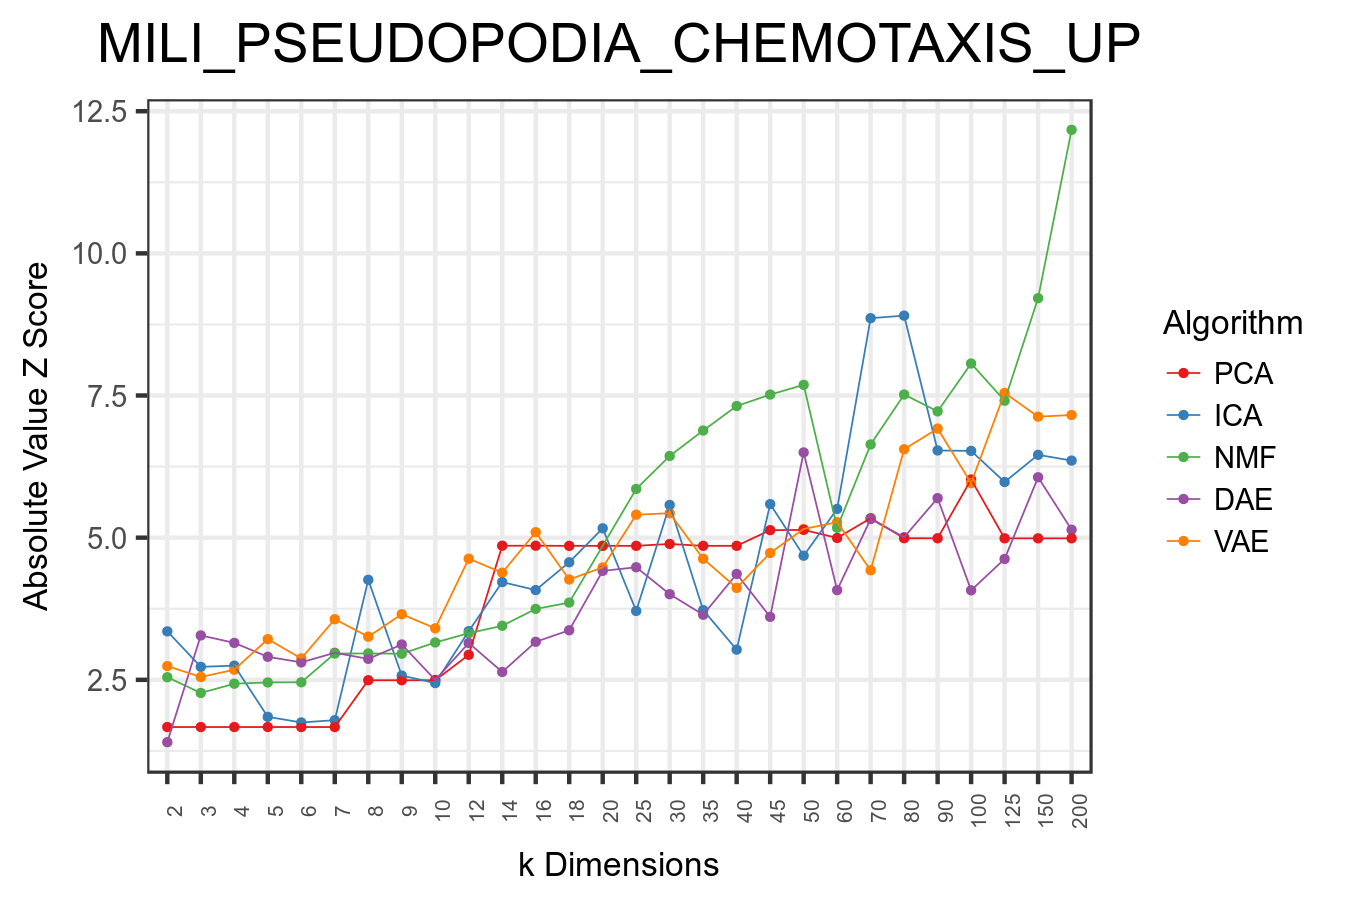 MILI_PSEUDOPODIA_CHEMOTAXIS_UP
12.5
10.0
7.5
5.0
2.5
Absolute Value Z Score
2 3 4 5 6 7 8 9 10 12 14 16 18 20 25 30 35 40 45 50 60 70 80 90 100 125 150 200
k Dimensions
Algorithm
PCA
ICA
NMF
DAE
VAE